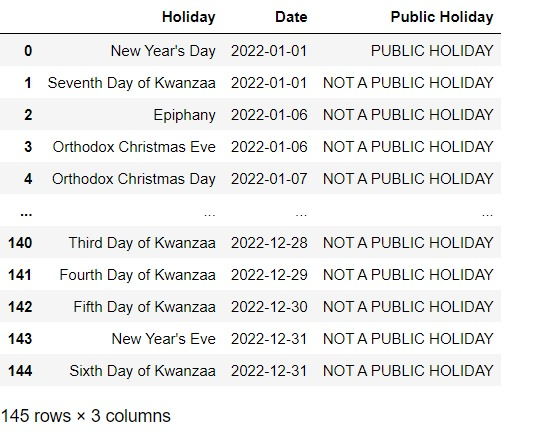 Holiday Date Public Holiday
0 New Year's Day 2022-01-01 PUBLIC HOLIDAY
1 Seventh Day of Kwanzaa 2022-01-01 NOT A PUBLIC HOLIDAY
2 Epiphany 2022-01-06 NOT A PUBLIC HOLIDAY
3 Orthodox Christmas Eve 2022-01-06 NOT A PUBLIC HOLIDAY
4 Orthodox Christmas Day 2022-01-07 NOT A PUBLIC HOLIDAY
... ... ... ...
140 Third Day of Kwanzaa 2022-12-28 NOT A PUBLIC HOLIDAY
141 Fourth Day of Kwanzaa 2022-12-29 NOT A PUBLIC HOLIDAY
142 Fifth Day of Kwanzaa 2022-12-30 NOT A PUBLIC HOLIDAY
143 New Year's Eve 2022-12-31 NOT A PUBLIC HOLIDAY
144 Sixth Day of Kwanzaa 2022-12-31 NOT A PUBLIC HOLIDAY
145 rows × 3 columns